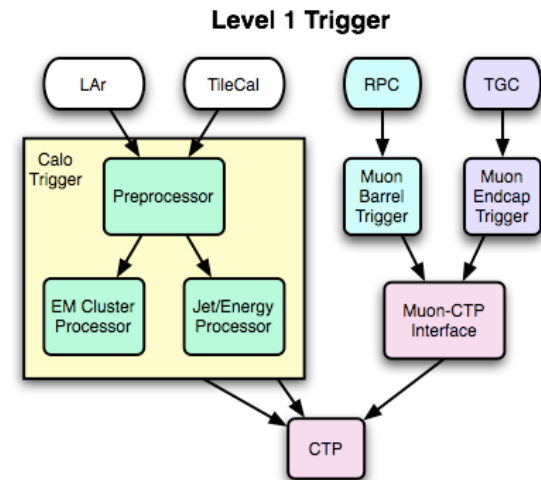 Level 1 Trigger
LAr
TileCal
RPC
TGC
Calo
Trigger
Preprocessor
Muon
Barrel
Trigger
Muon
Endcap
Trigger
EM Cluster
Processor
Jet/Energy
Processor
Muon-CTP
Interface
CTP